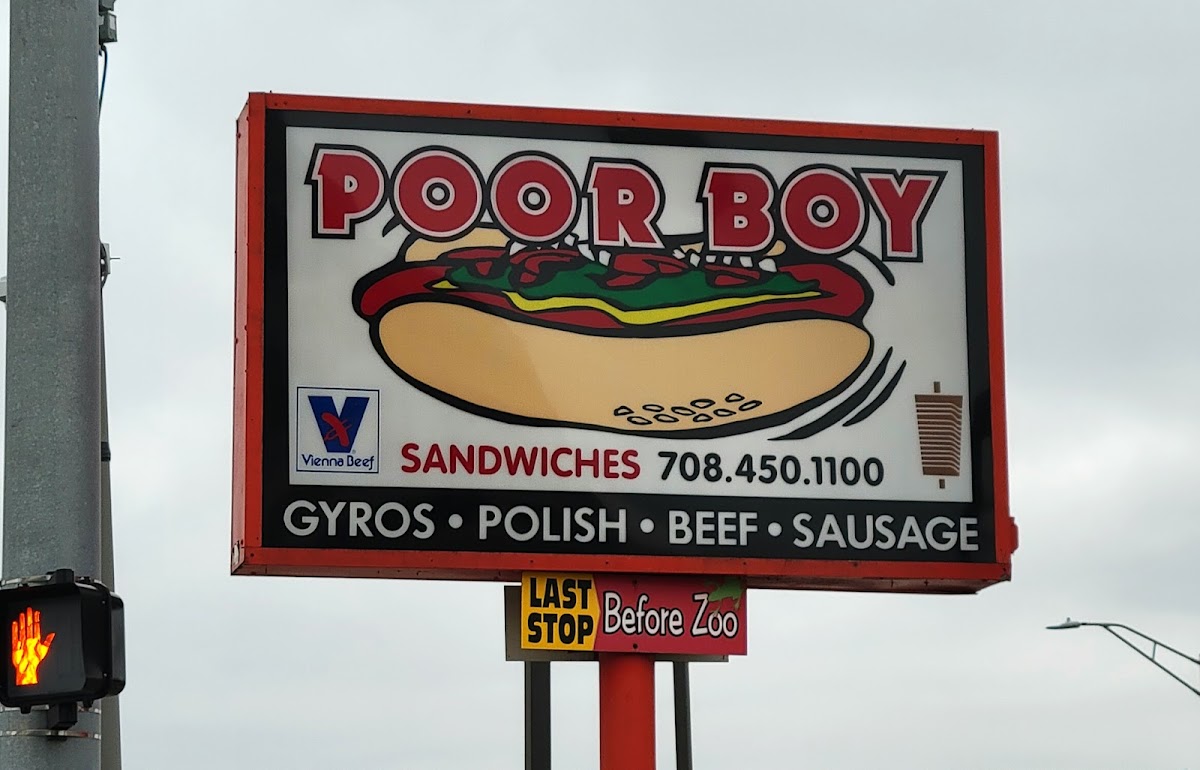 POOR BOY
Vienna Beef
SANDWICHES 708.450.1100
GYROS • POLISH • BEEF • SAUSAGE
LAST
STOP
Before Zoo